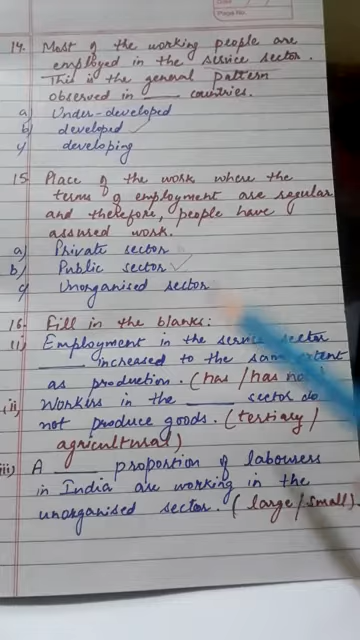 Date
Page No.
14. Most of the working people are
employed in the service sector.
This is the general pattern
observed in ____ countries.
a) Under-developed
b) developed ✓
c) developing
15. Place of the work where the
terms of employment are regular
and therefore, people have
assured work.
a) Private sector
b) Public sector ✓
c) Unorganised sector
16. Fill in the blanks:
(i) Employment in the service sector
____ increased to the same extent
as production. (has / has not)
ii) Workers in the ____ sector do
not produce goods. (tertiary /
agricultural)
iii) A ____ proportion of labourers
in India are working in the
unorganised sector. (large/small).